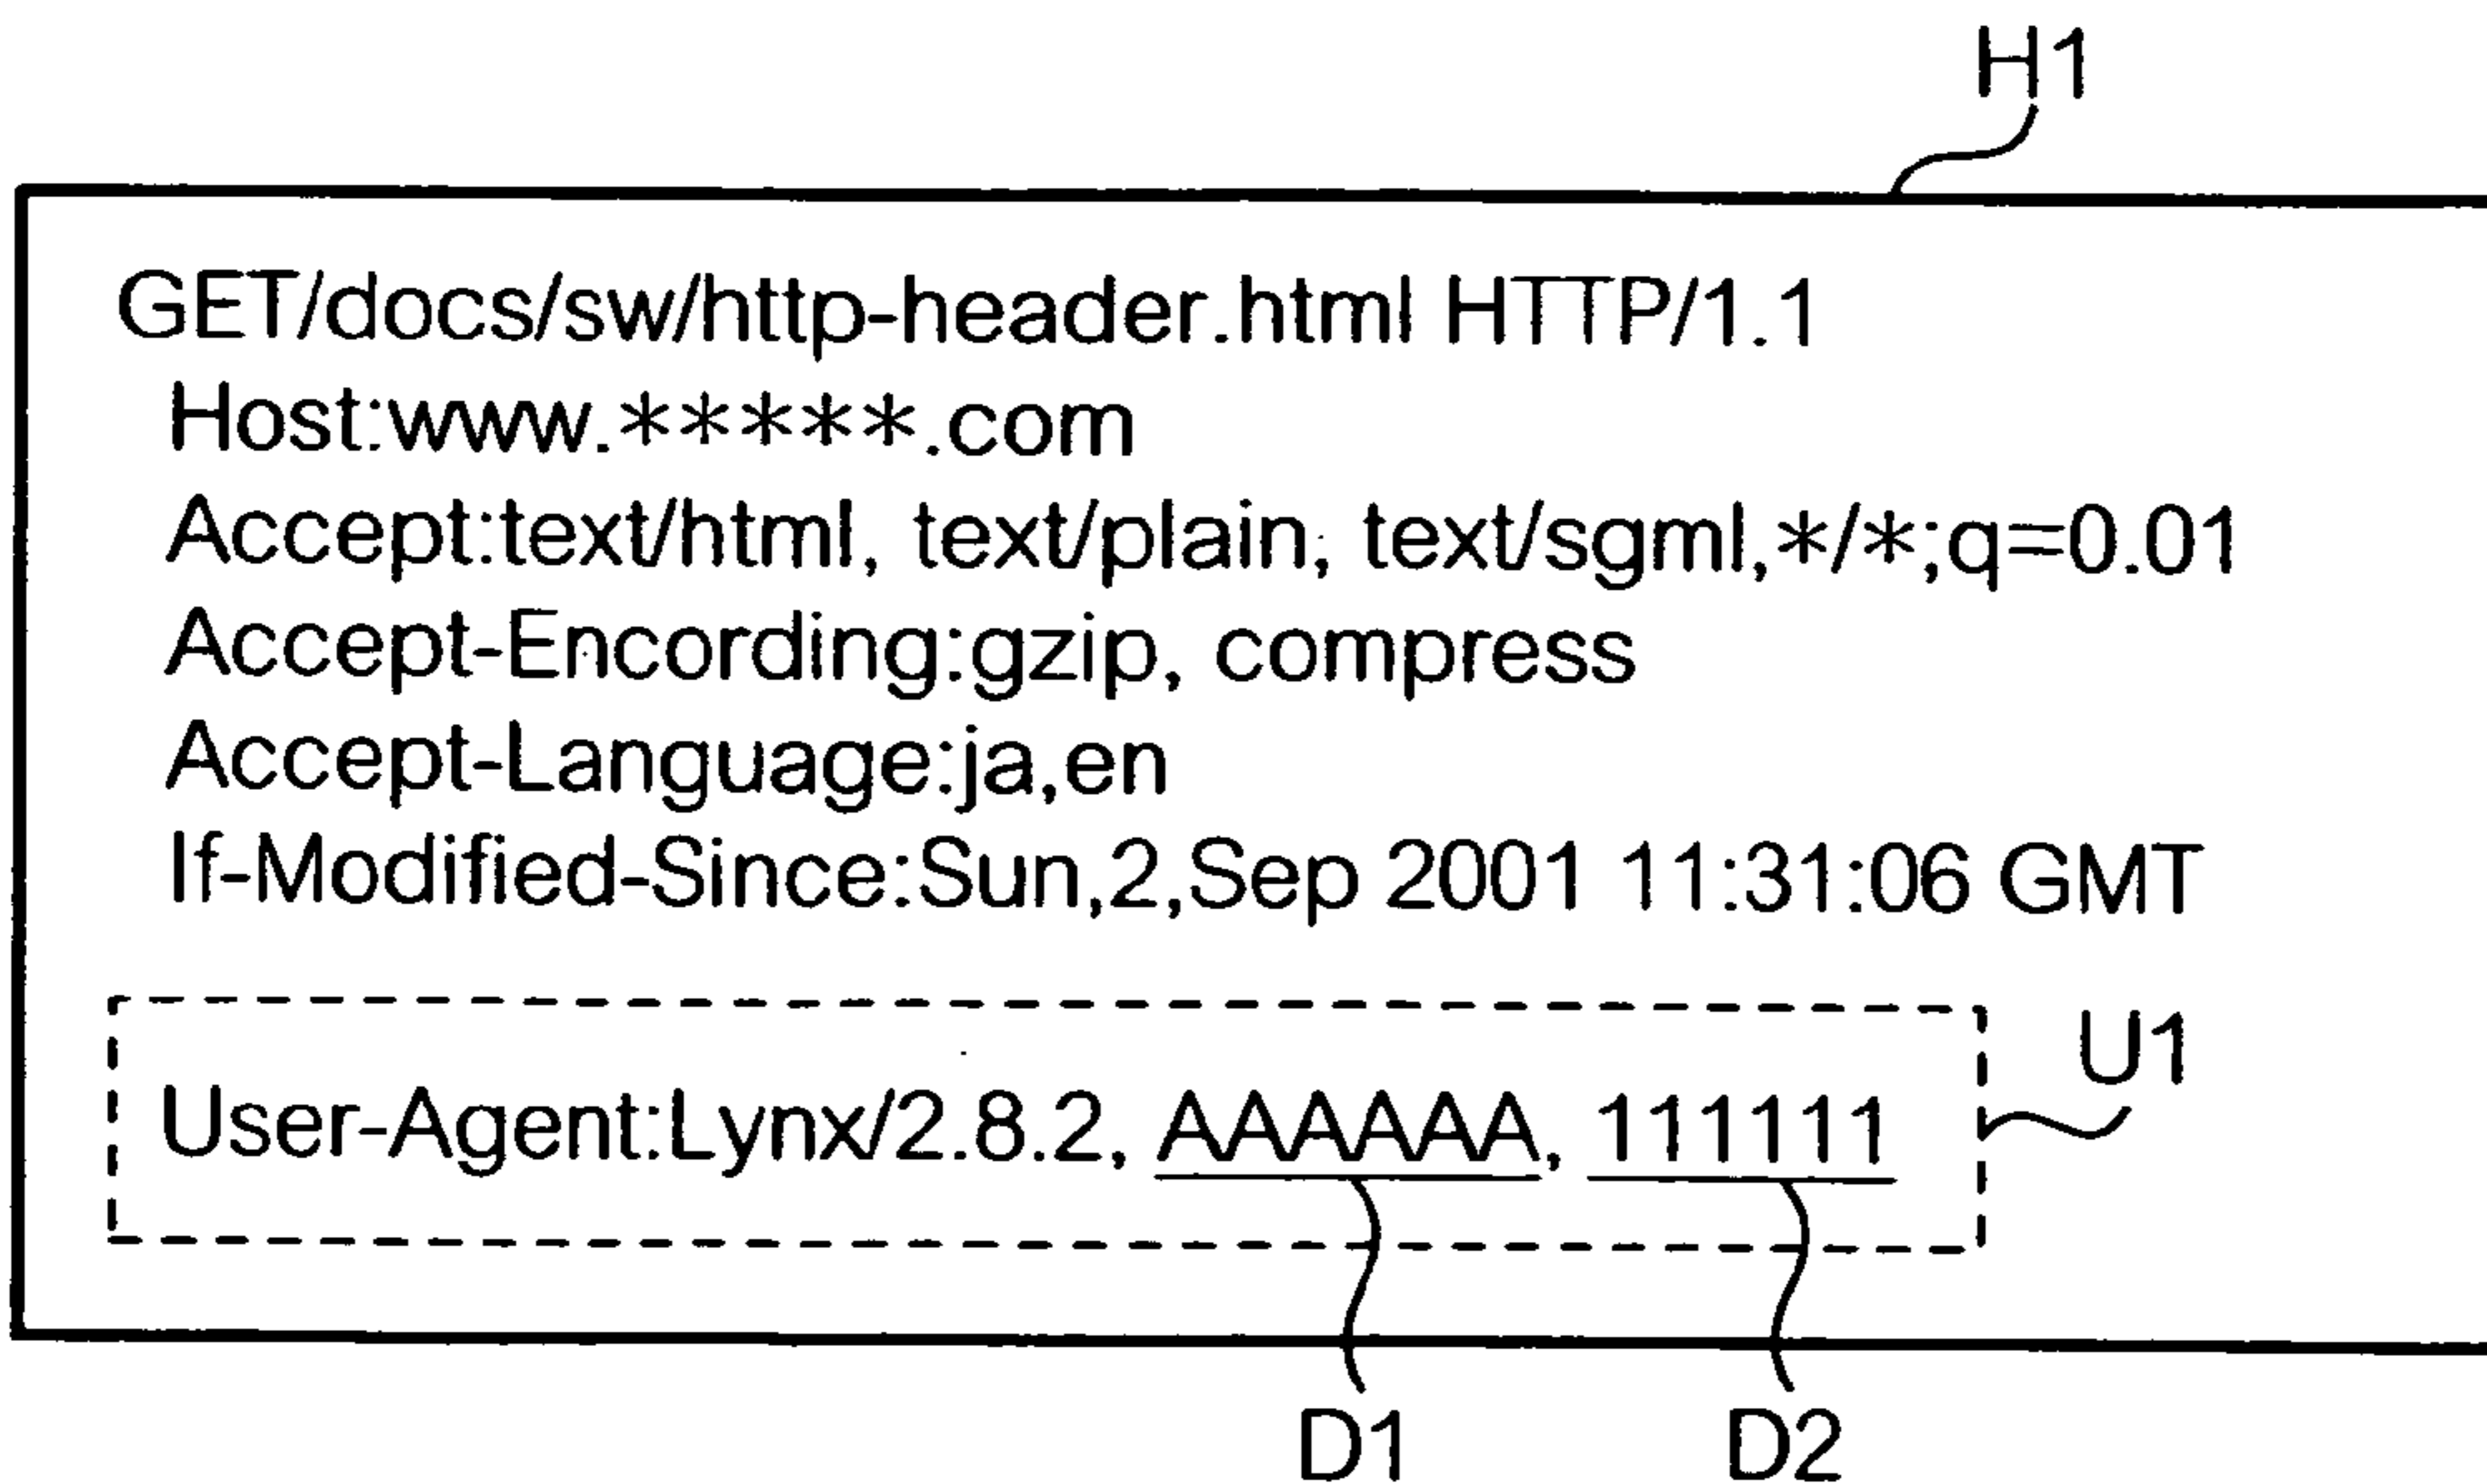 H1
GET/docs/sw/http-header.html HTTP/1.1
Host:www.*****.com
Accept:text/html, text/plain, text/sgml,*/*;q=0.01
Accept-Encording:gzip, compress
Accept-Language:ja,en
If-Modified-Since:Sun,2,Sep 2001 11:31:06 GMT
U1
User-Agent:Lynx/2.8.2, AAAAAA, 111111
D1 D2